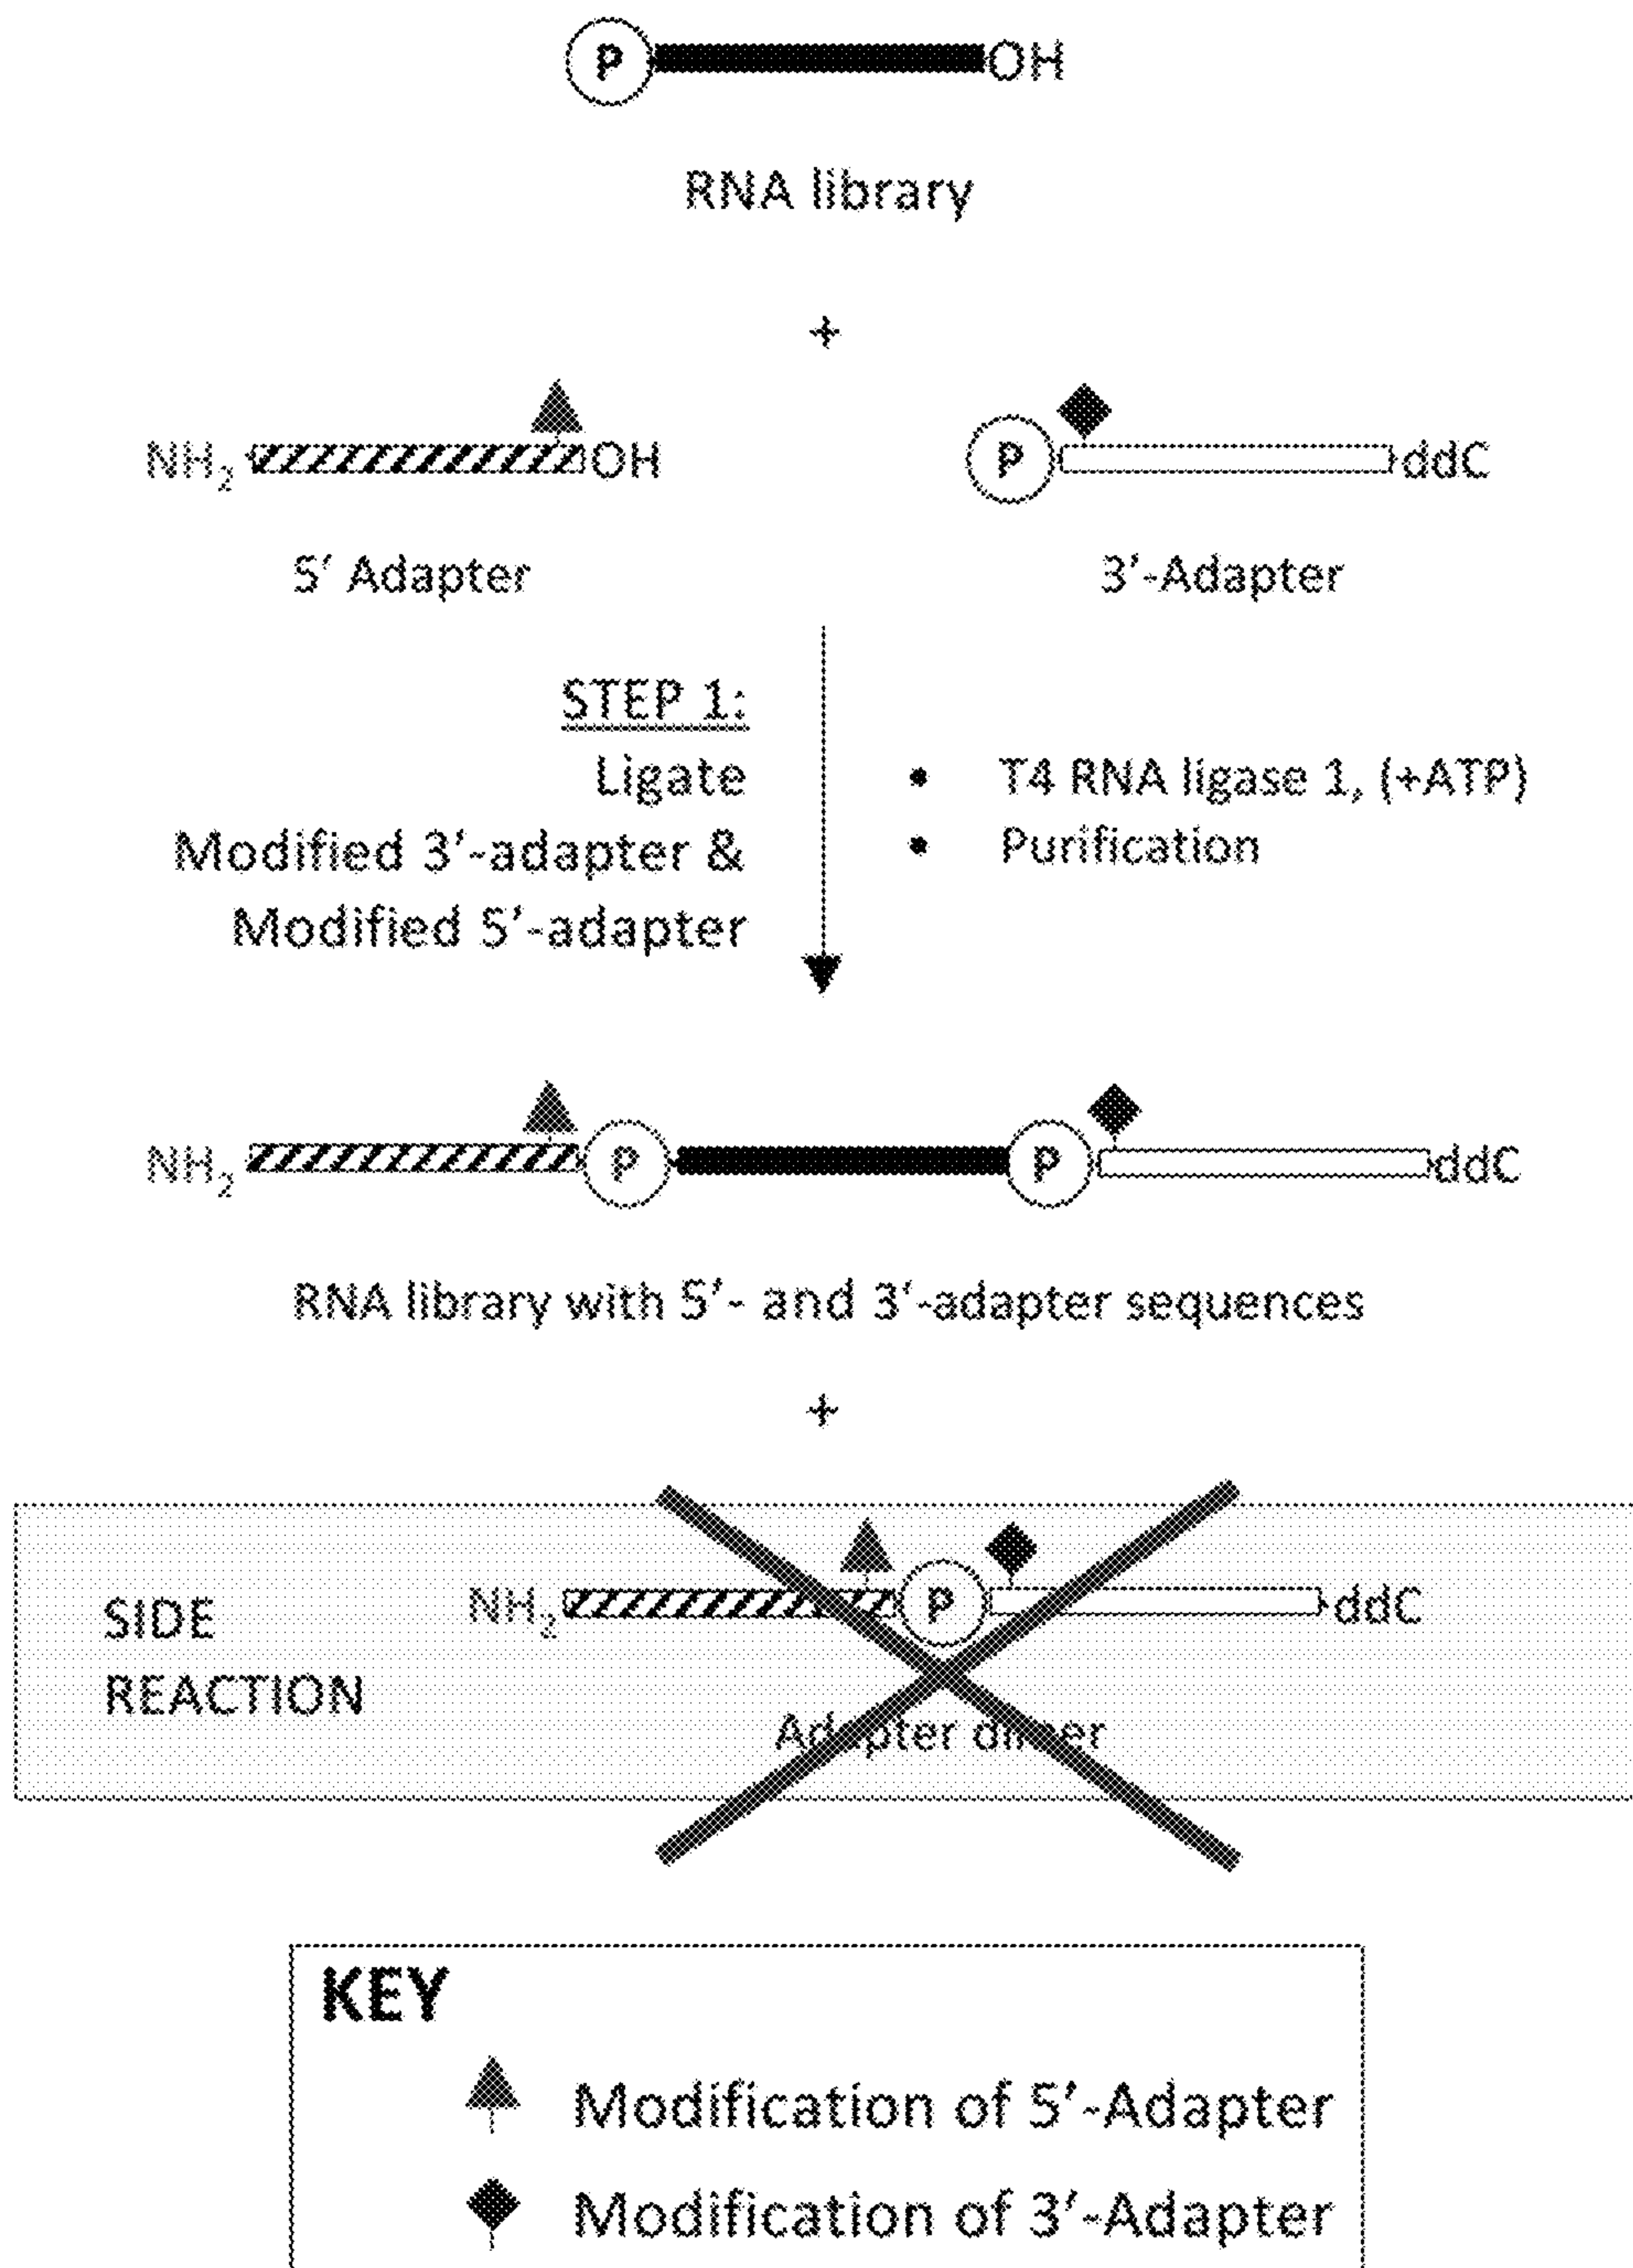 P OH
RNA library
+
NH2 OH P ddC
5' Adapter 3'-Adapter
STEP 1:
Ligate
Modified 3'-adapter &
Modified 5'-adapter
• T4 RNA ligase 1, (+ATP)
• Purification
NH2 P P ddC
RNA library with 5'- and 3'-adapter sequences
+
SIDE
REACTION
NH2 P ddC
Adapter dimer
KEY
Modification of 5'-Adapter
Modification of 3'-Adapter